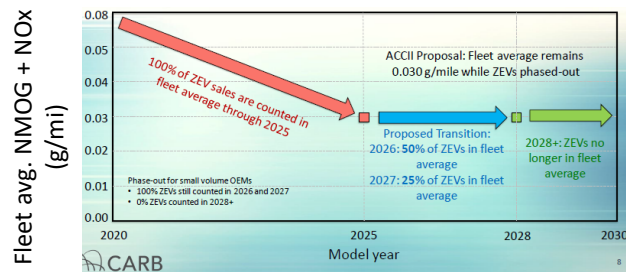 Fleet avg. NMOG + NOx
(g/mi)
0.08
0.05
0.04
0.03
0.02
0.01
0.00
100% of ZEV sales are counted in
fleet average through 2025
ACCII Proposal: Fleet average remains
0.030 g/mile while ZEVs phased-out
Proposed Transition:
2026: 50% of ZEVs in fleet
average
2027: 25% of ZEVs in fleet
average
2028+: ZEVs no
longer in fleet
average
Phase-out for small volume OEMs
• 100% ZEVs still counted in 2026 and 2027
• 0% ZEVs counted in 2028+
2020
2025
2028
2030
Model year
CARB
8